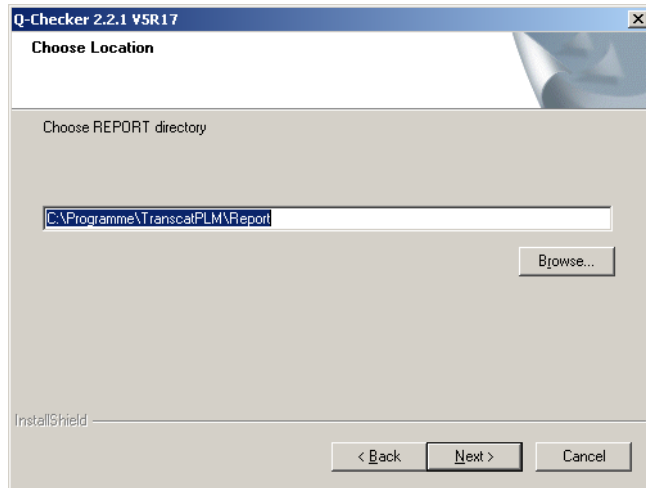 Q-Checker 2.2.1 V5R17
Choose Location
Choose REPORT directory
C:\Programme\TranscatPLM\Report
Browse...
InstallShield
< Back
Next >
Cancel